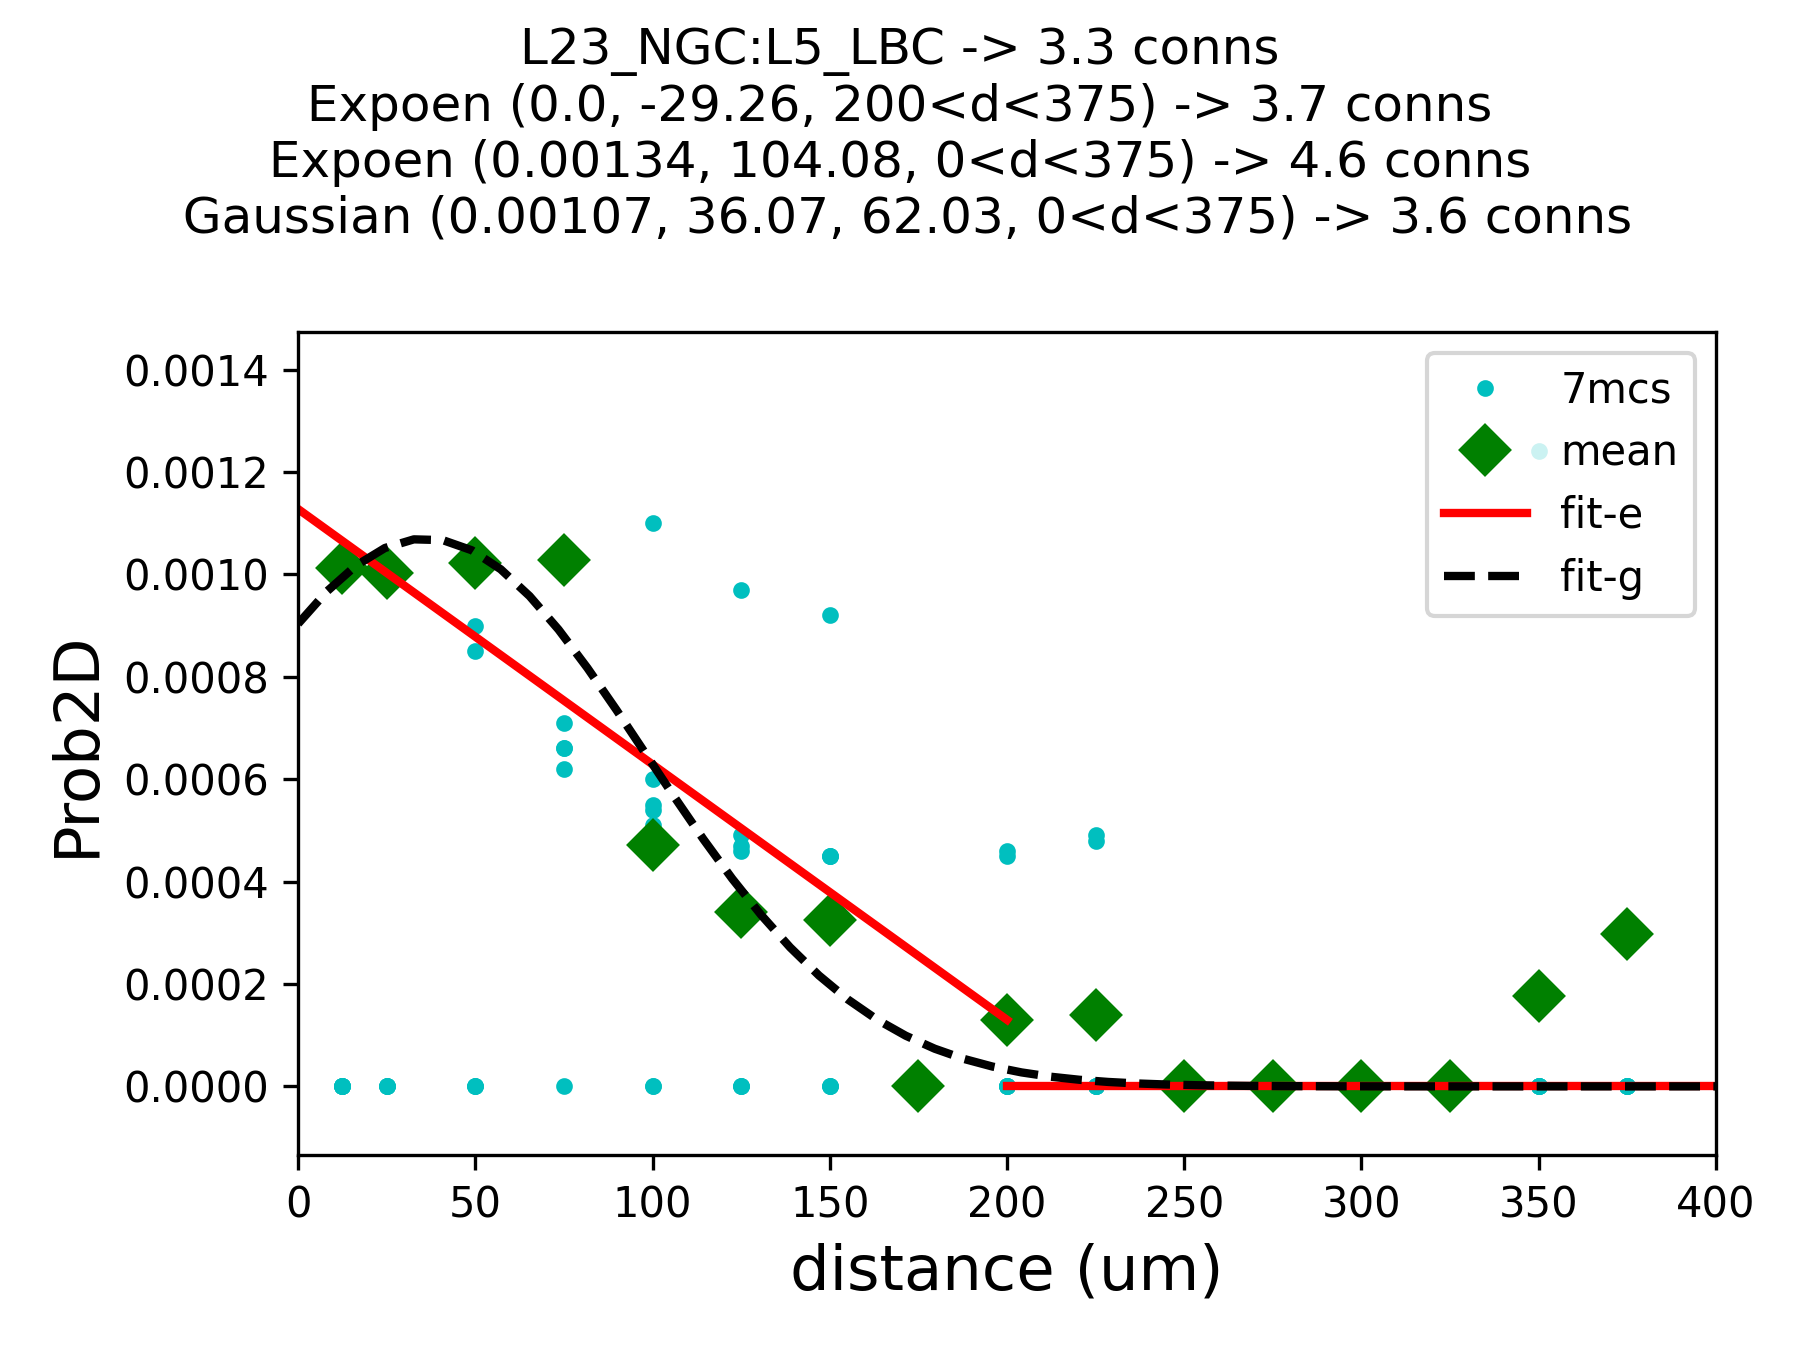 L23_NGC:L5_LBC -> 3.3 conns
Expoen (0.0, -29.26, 200<d<375) -> 3.7 conns
Expoen (0.00134, 104.08, 0<d<375) -> 4.6 conns
Gaussian (0.00107, 36.07, 62.03, 0<d<375) -> 3.6 conns
7mcs
mean
fit-e
fit-g
Prob2D
0.0014
0.0012
0.0010
0.0008
0.0006
0.0004
0.0002
0.0000
0 50 100 150 200 250 300 350 400
distance (um)